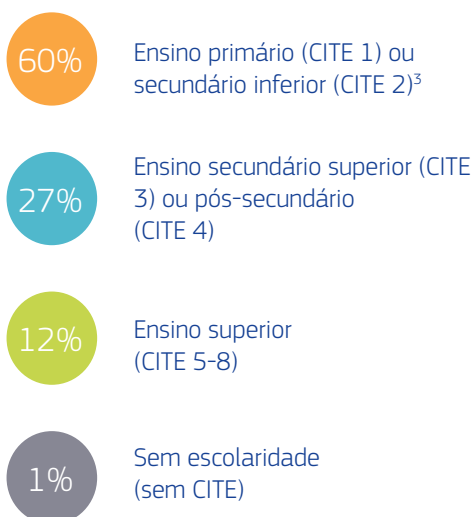 60%
Ensino primário (CITE 1) ou
secundário inferior (CITE 2)³
27%
Ensino secundário superior (CITE
3) ou pós-secundário
(CITE 4)
12%
Ensino superior
(CITE 5-8)
1%
Sem escolaridade
(sem CITE)